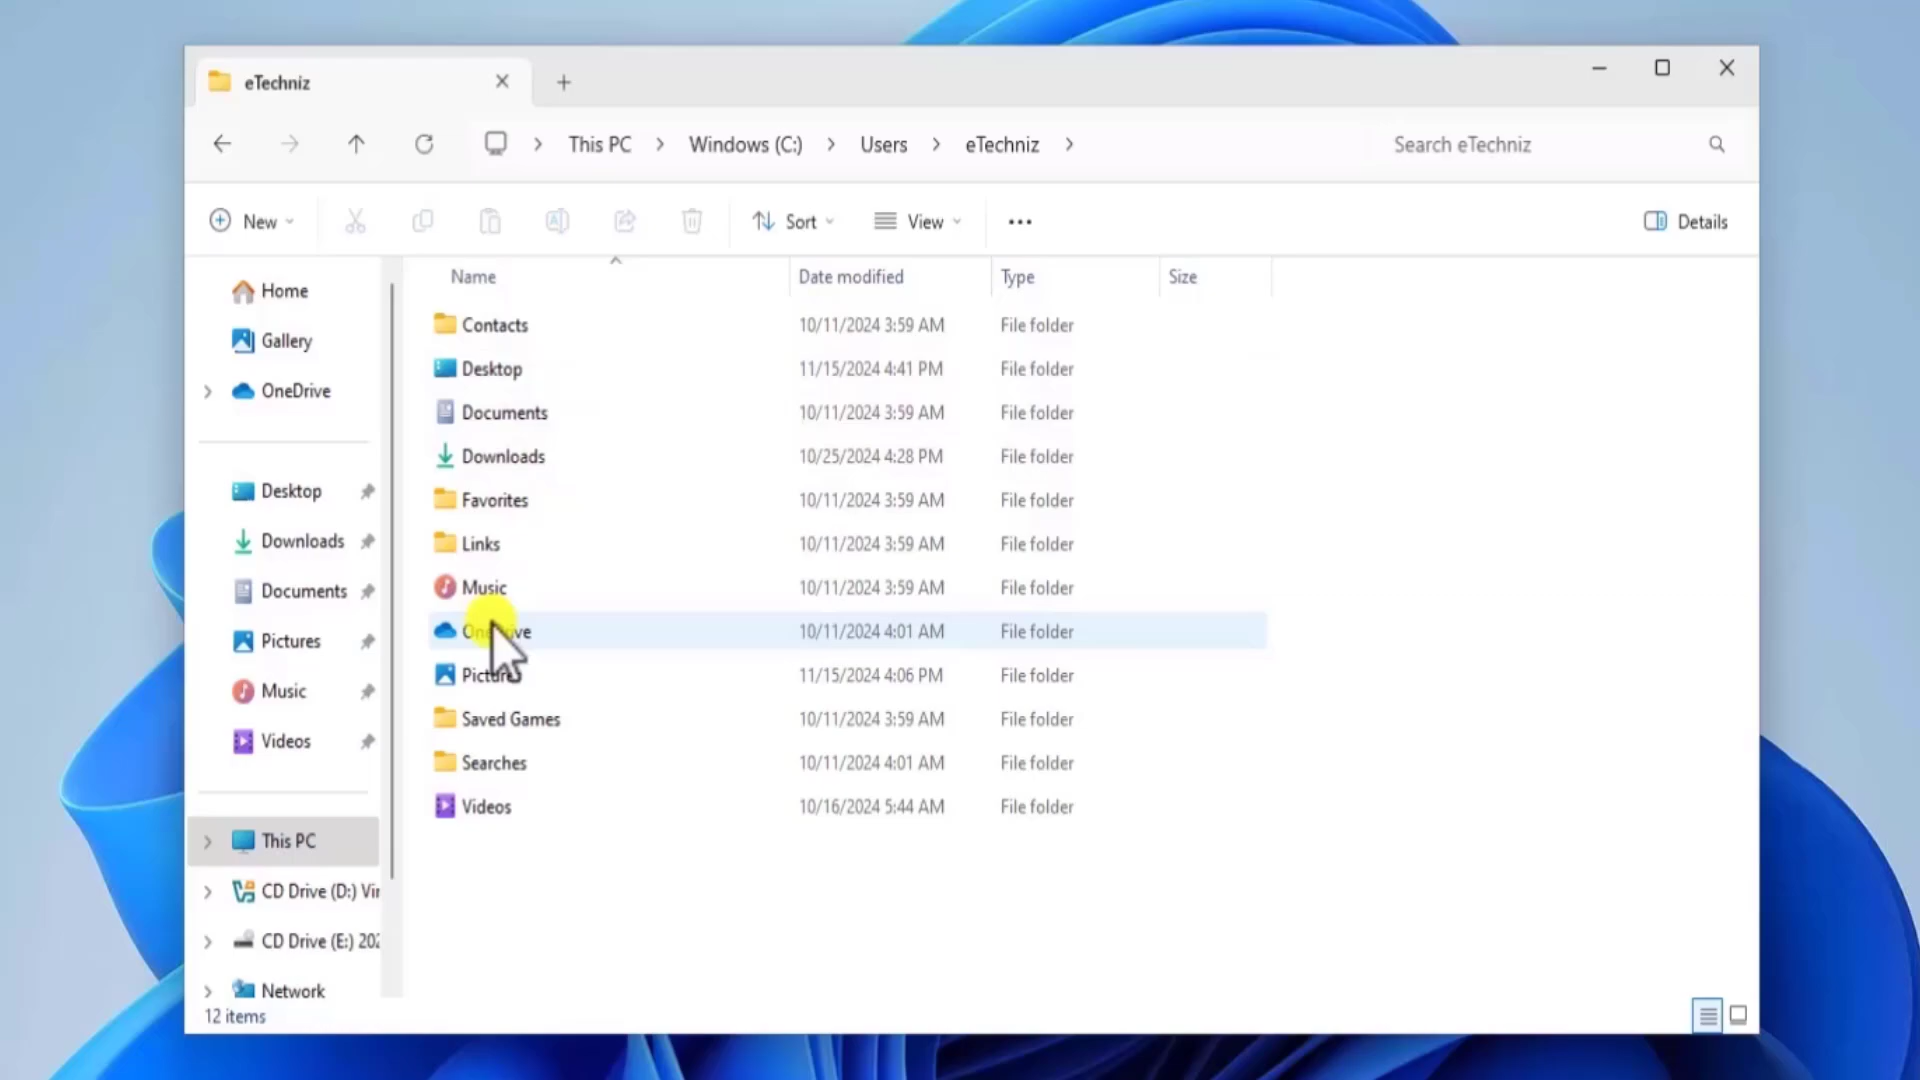 eTechniz
This PC > Windows (C:) > Users > eTechniz >
Search eTechniz
New
Sort
View
Details
Name Date modified Type Size
Home
Gallery
OneDrive
Desktop
Downloads
Documents
Pictures
Music
Videos
This PC
CD Drive (D:) Vir
CD Drive (E:) 202
Network
Contacts 10/11/2024 3:59 AM File folder
Desktop 11/15/2024 4:41 PM File folder
Documents 10/11/2024 3:59 AM File folder
Downloads 10/25/2024 4:28 PM File folder
Favorites 10/11/2024 3:59 AM File folder
Links 10/11/2024 3:59 AM File folder
Music 10/11/2024 3:59 AM File folder
OneDrive 10/11/2024 4:01 AM File folder
Pictures 11/15/2024 4:06 PM File folder
Saved Games 10/11/2024 3:59 AM File folder
Searches 10/11/2024 4:01 AM File folder
Videos 10/16/2024 5:44 AM File folder
12 items